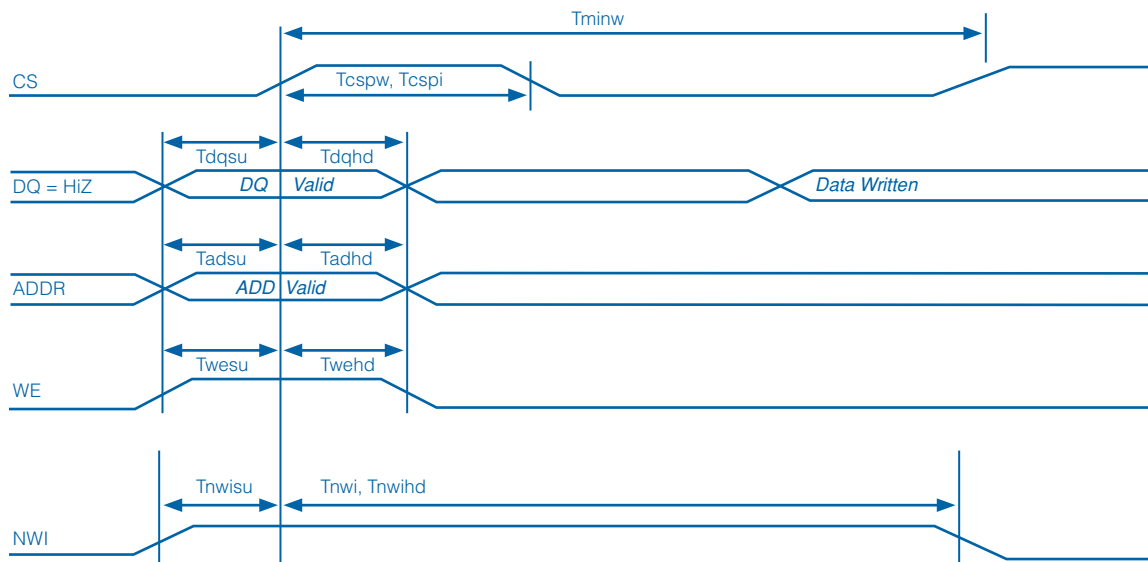 Tminw
CS
Tcspw, Tcspi
Tdqsu
Tdqhd
DQ = HiZ
DQ Valid
Data Written
Tadsu
Tadhd
ADDR
ADD Valid
Twesu
Twehd
WE
Tnwisu
Tnwi, Tnwihd
NWI